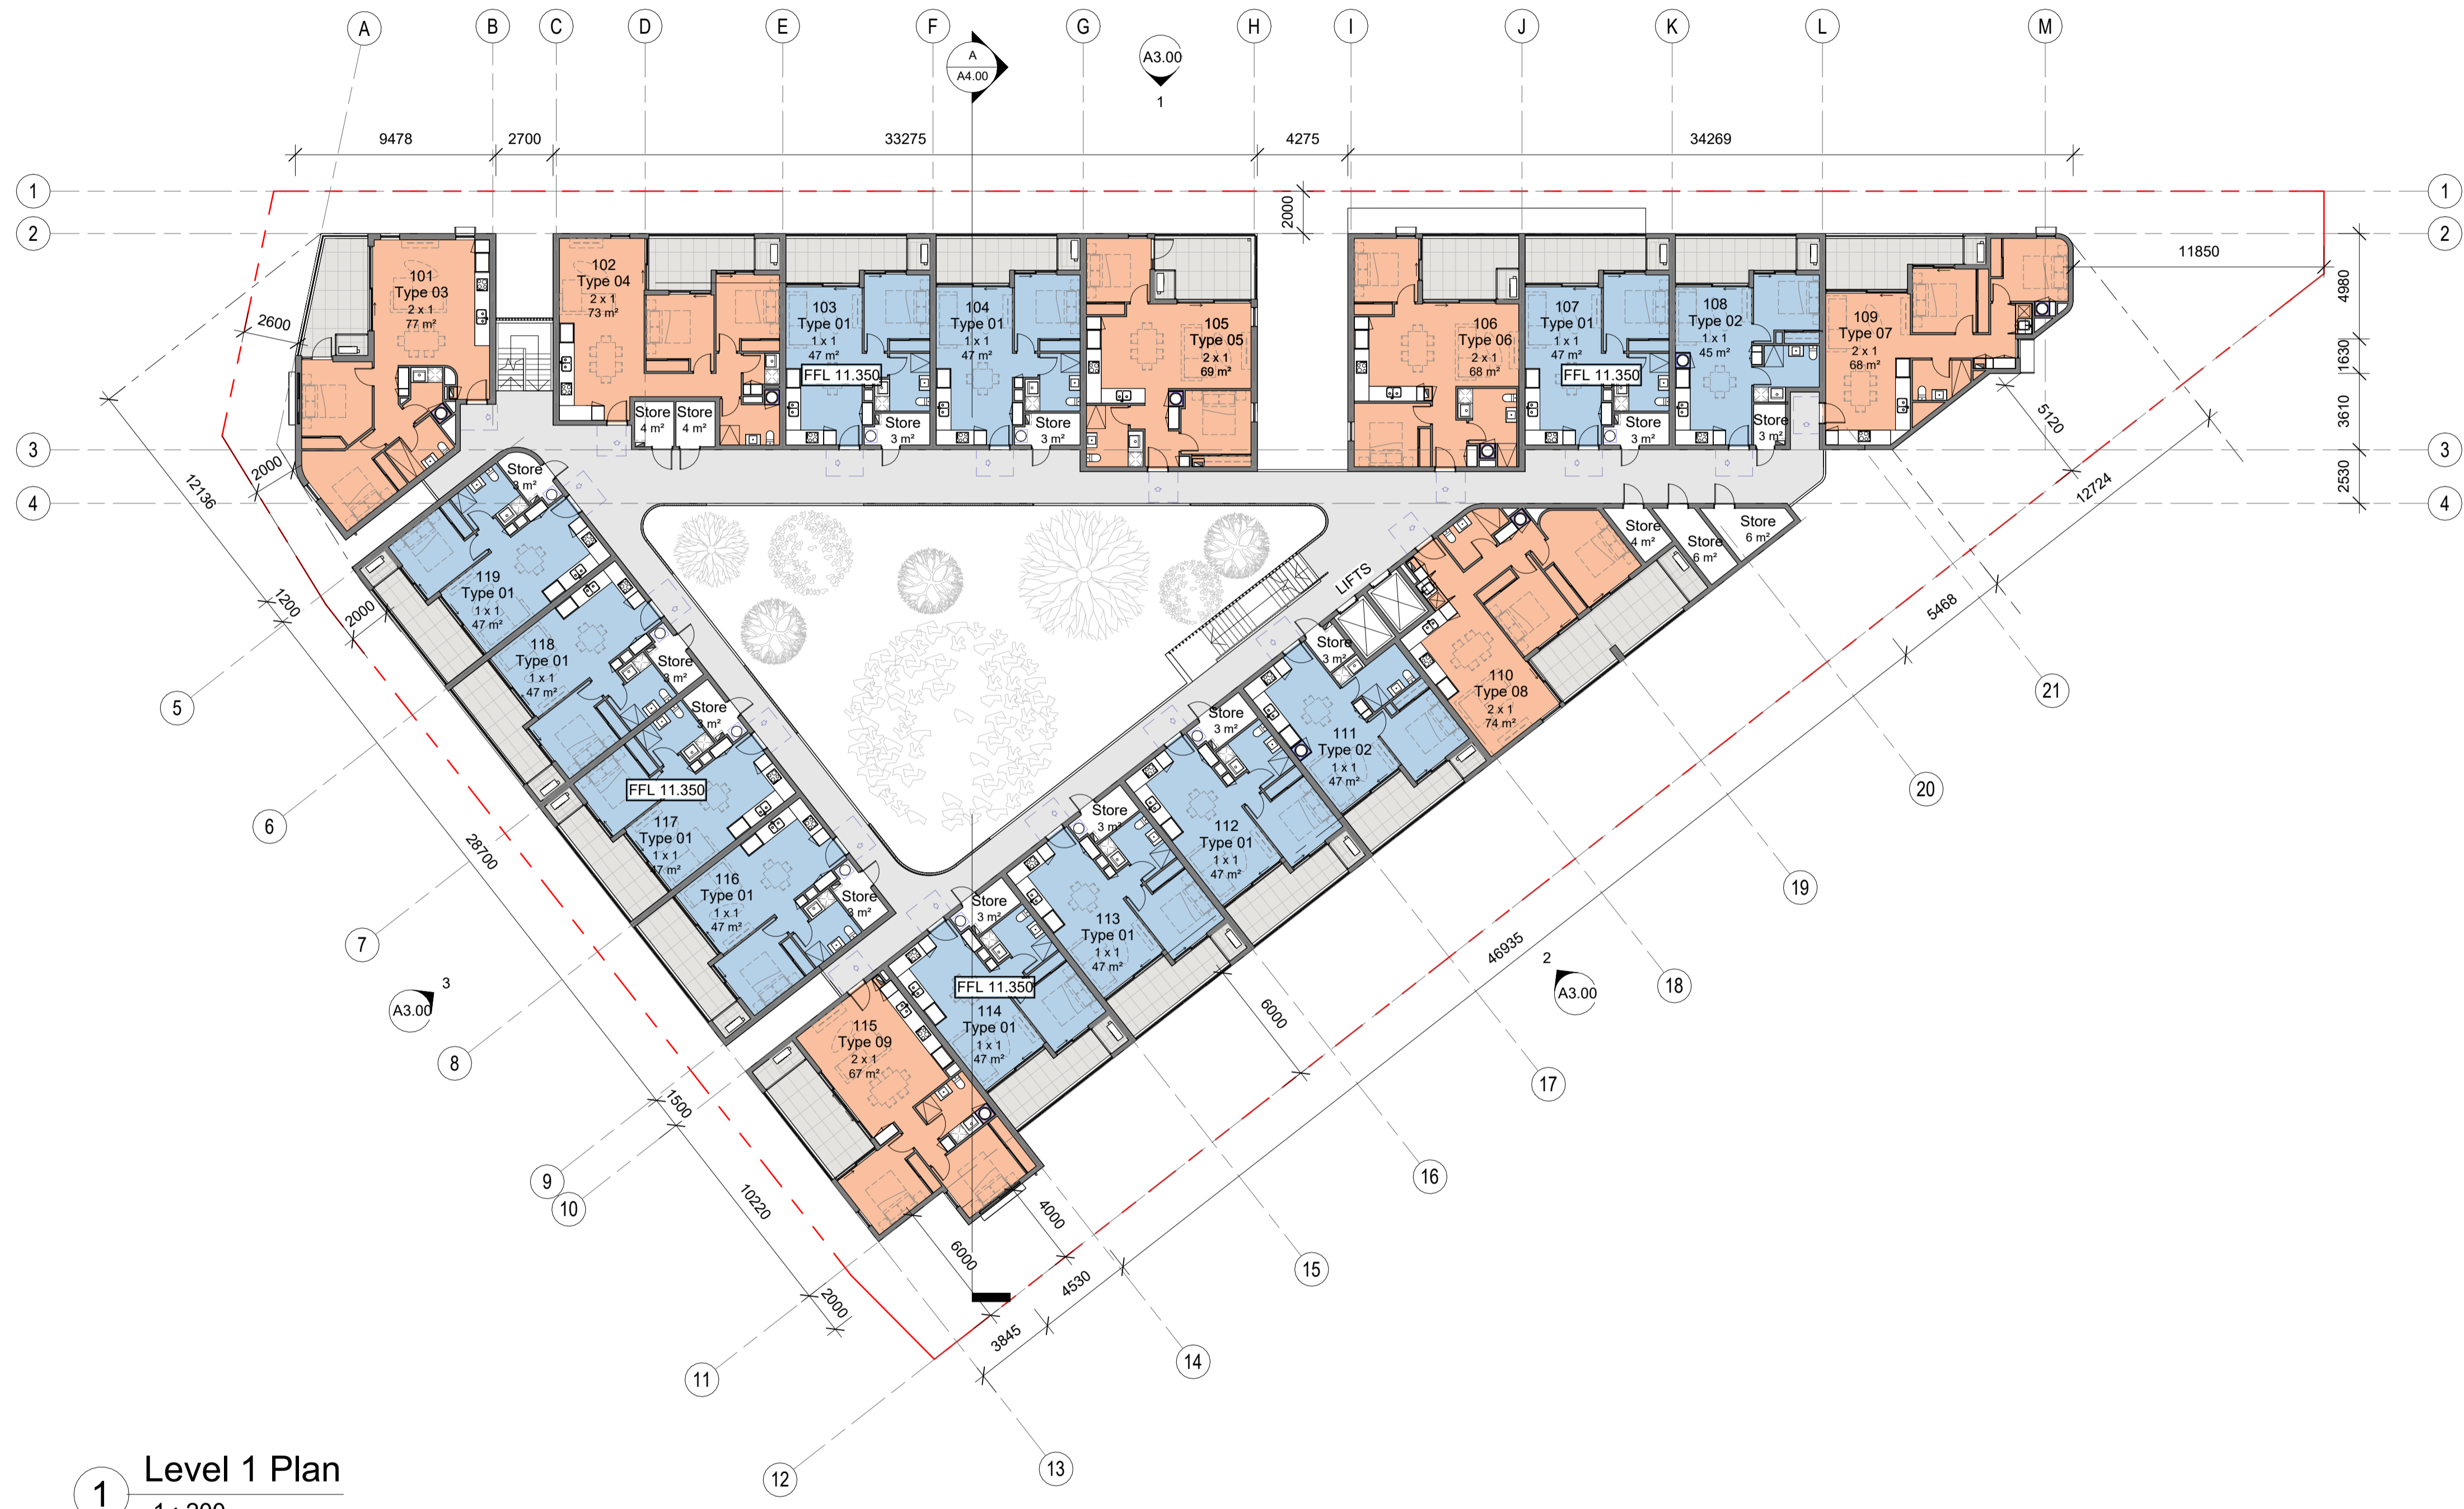 A
B
C
D
E
F
G
H
I
J
K
L
M
A
A4.00
A3.00
1
9478
2700
33275
4275
34269
1
1
2
2
2000
11850
4980
1630
3610
2530
2600
101
Type 03
2 x 1
77 m²
102
Type 04
2 x 1
73 m²
103
Type 01
1 x 1
47 m²
FFL 11.350
104
Type 01
1 x 1
47 m²
105
Type 05
2 x 1
69 m²
106
Type 06
2 x 1
68 m²
107
Type 01
1 x 1
47 m²
FFL 11.350
108
Type 02
1 x 1
45 m²
109
Type 07
2 x 1
68 m²
Store
4 m²
Store
4 m²
Store
3 m²
Store
3 m²
Store
3 m²
Store
3 m²
5120
12724
3
3
4
4
2000
12136
Store
3 m²
Store
4 m²
Store
6 m²
Store
6 m²
LIFTS
119
Type 01
1 x 1
47 m²
1200
2000
118
Type 01
1 x 1
47 m²
Store
3 m²
Store
3 m²
Store
3 m²
110
Type 08
2 x 1
74 m²
5468
5
21
6
FFL 11.350
117
Type 01
1 x 1
47 m²
Store
3 m²
111
Type 02
1 x 1
47 m²
20
28700
116
Type 01
1 x 1
47 m²
Store
3 m²
Store
3 m²
112
Type 01
1 x 1
47 m²
19
7
Store
3 m²
113
Type 01
1 x 1
47 m²
46935
3
A3.00
2
A3.00
18
FFL 11.350
114
Type 01
1 x 1
47 m²
6000
115
Type 09
2 x 1
67 m²
8
17
1500
9
10
16
10220
4000
6000
15
2000
4530
3845
11
14
12
13
1
Level 1 Plan